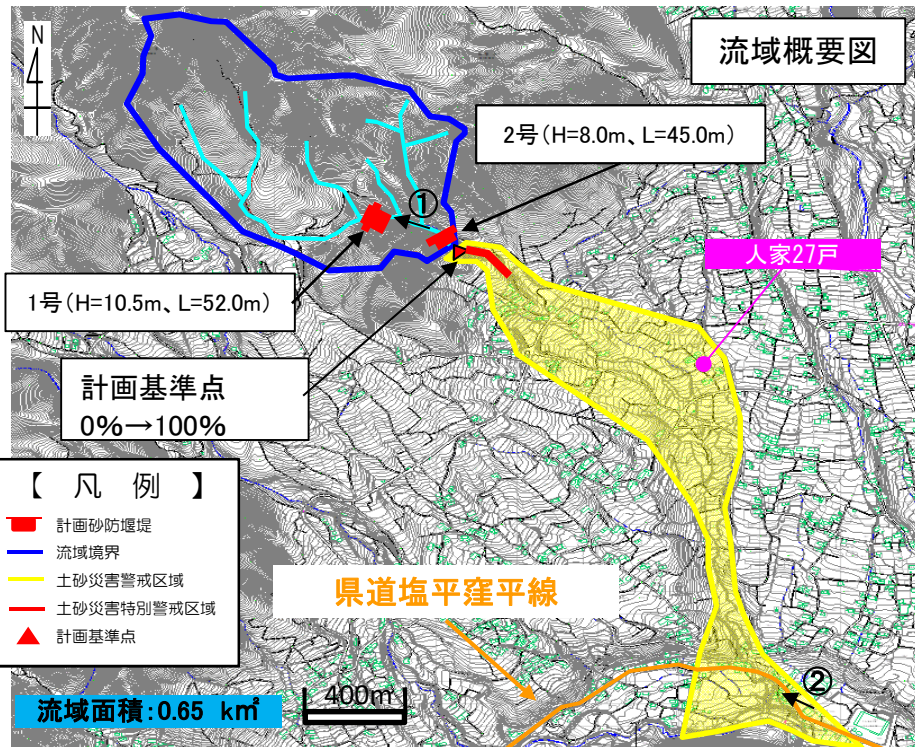 N
流域概要図
2号(H=8.0m、L=45.0m)
①
人家27戸
1号(H=10.5m、L=52.0m)
計画基準点
0%→100%
【 凡 例 】
計画砂防堰堤
流域境界
土砂災害警戒区域
土砂災害特別警戒区域
計画基準点
県道塩平窪平線
②
流域面積:0.65 k㎡
400㎡